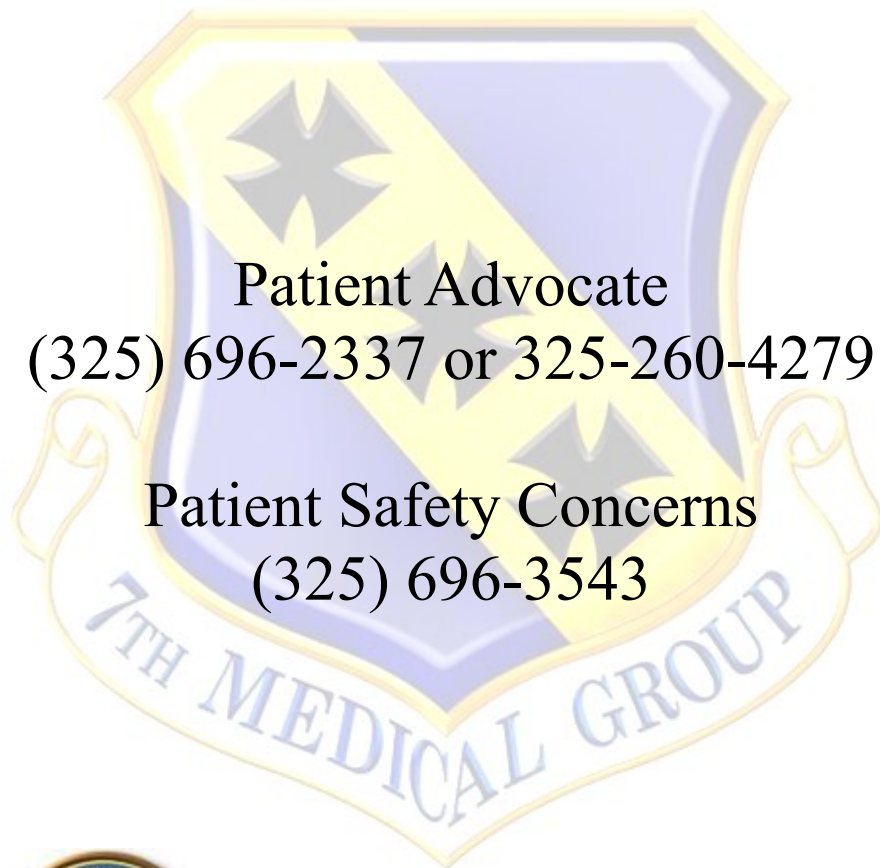 Patient Advocate
(325) 696-2337 or 325-260-4279
Patient Safety Concerns
(325) 696-3543
7TH MEDICAL GROUP